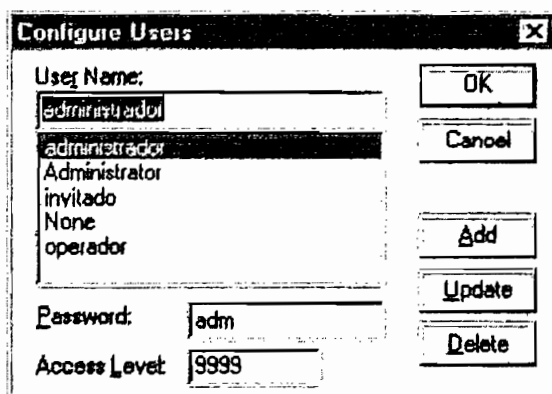 Configure Users
User Name:
administrador
administrador
Administrator
invitado
None
operador
Password:
adm
Access Level:
9999
OK
Cancel
Add
Update
Delete